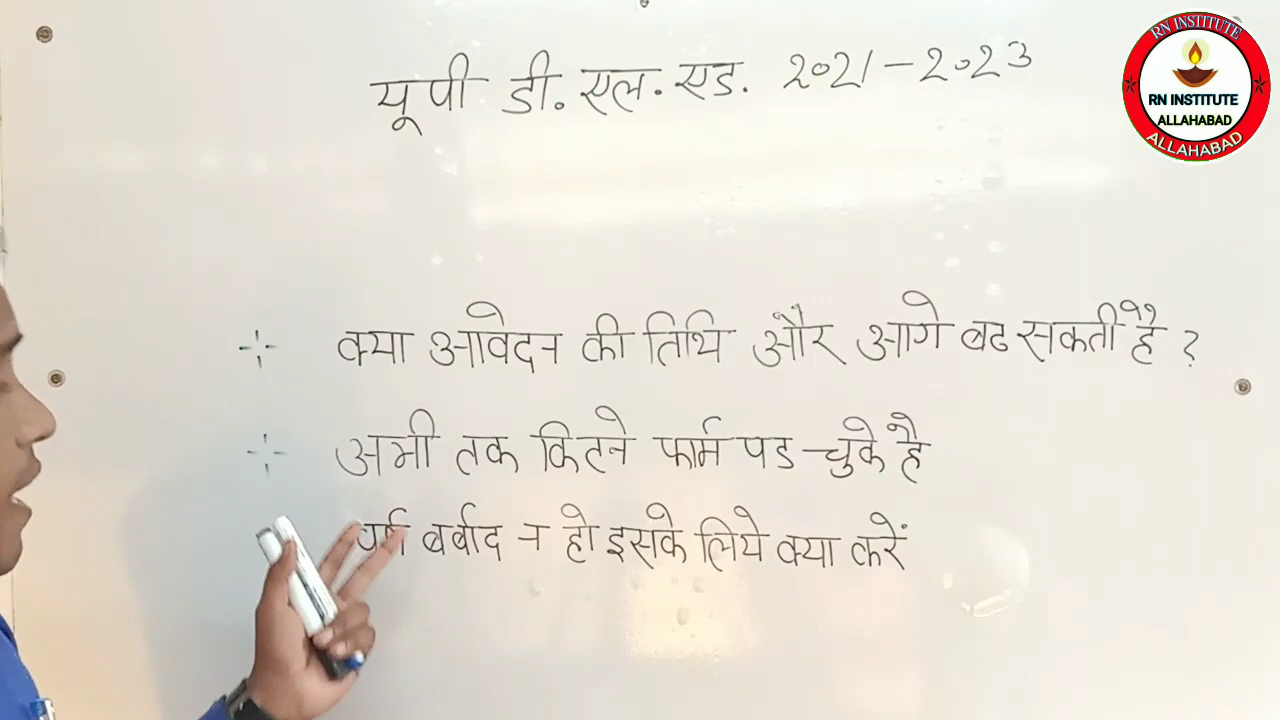 यू पी डी. एल. एड. 2021-2023
RN INSTITUTE
RN INSTITUTE
ALLAHABAD
ALLAHABAD
क्या आवेदन की तिथि और आगे बढ सकती है ?
अभी तक कितने फार्म पड चुके है
वर्ष बर्बाद न हो इसके लिये क्या करें